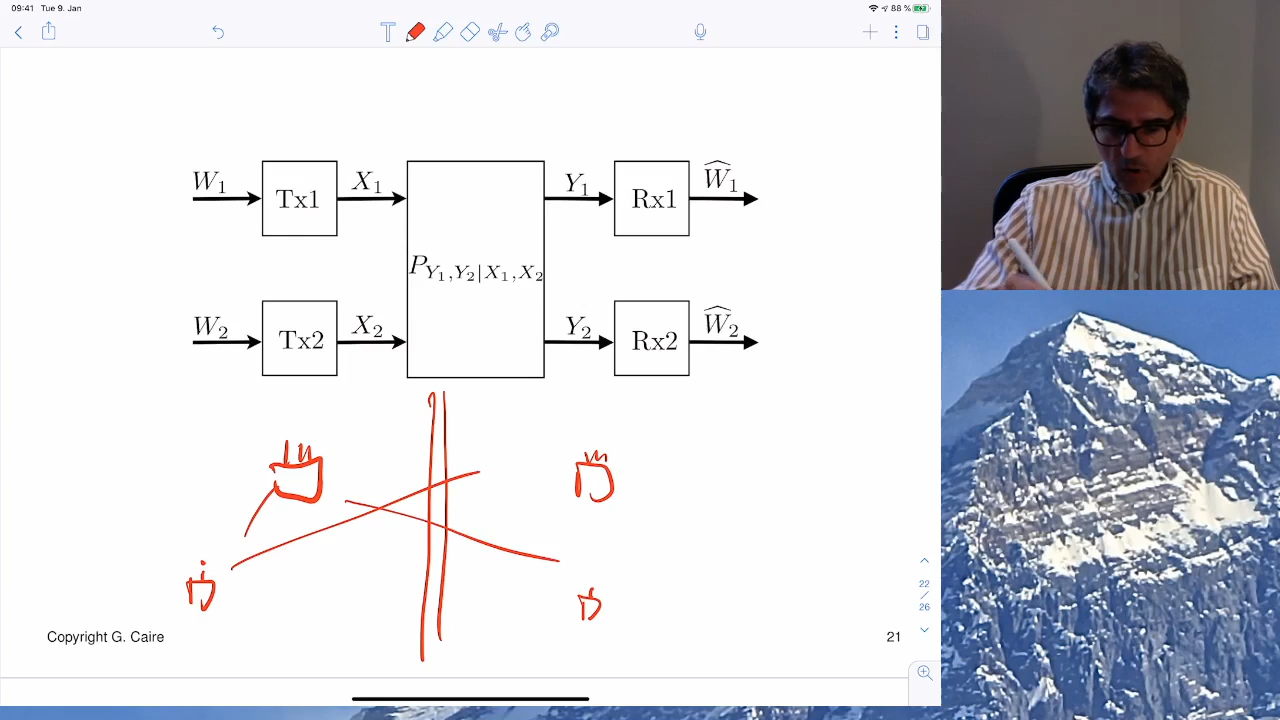 09:41 Tue 9. Jan 88 %
T
W₁ Tx1 X₁ Y₁ Rx1 Ŵ₁
P_{Y₁,Y₂|X₁,X₂}
W₂ Tx2 X₂ Y₂ Rx2 Ŵ₂
22
/
26
Copyright G. Caire 21